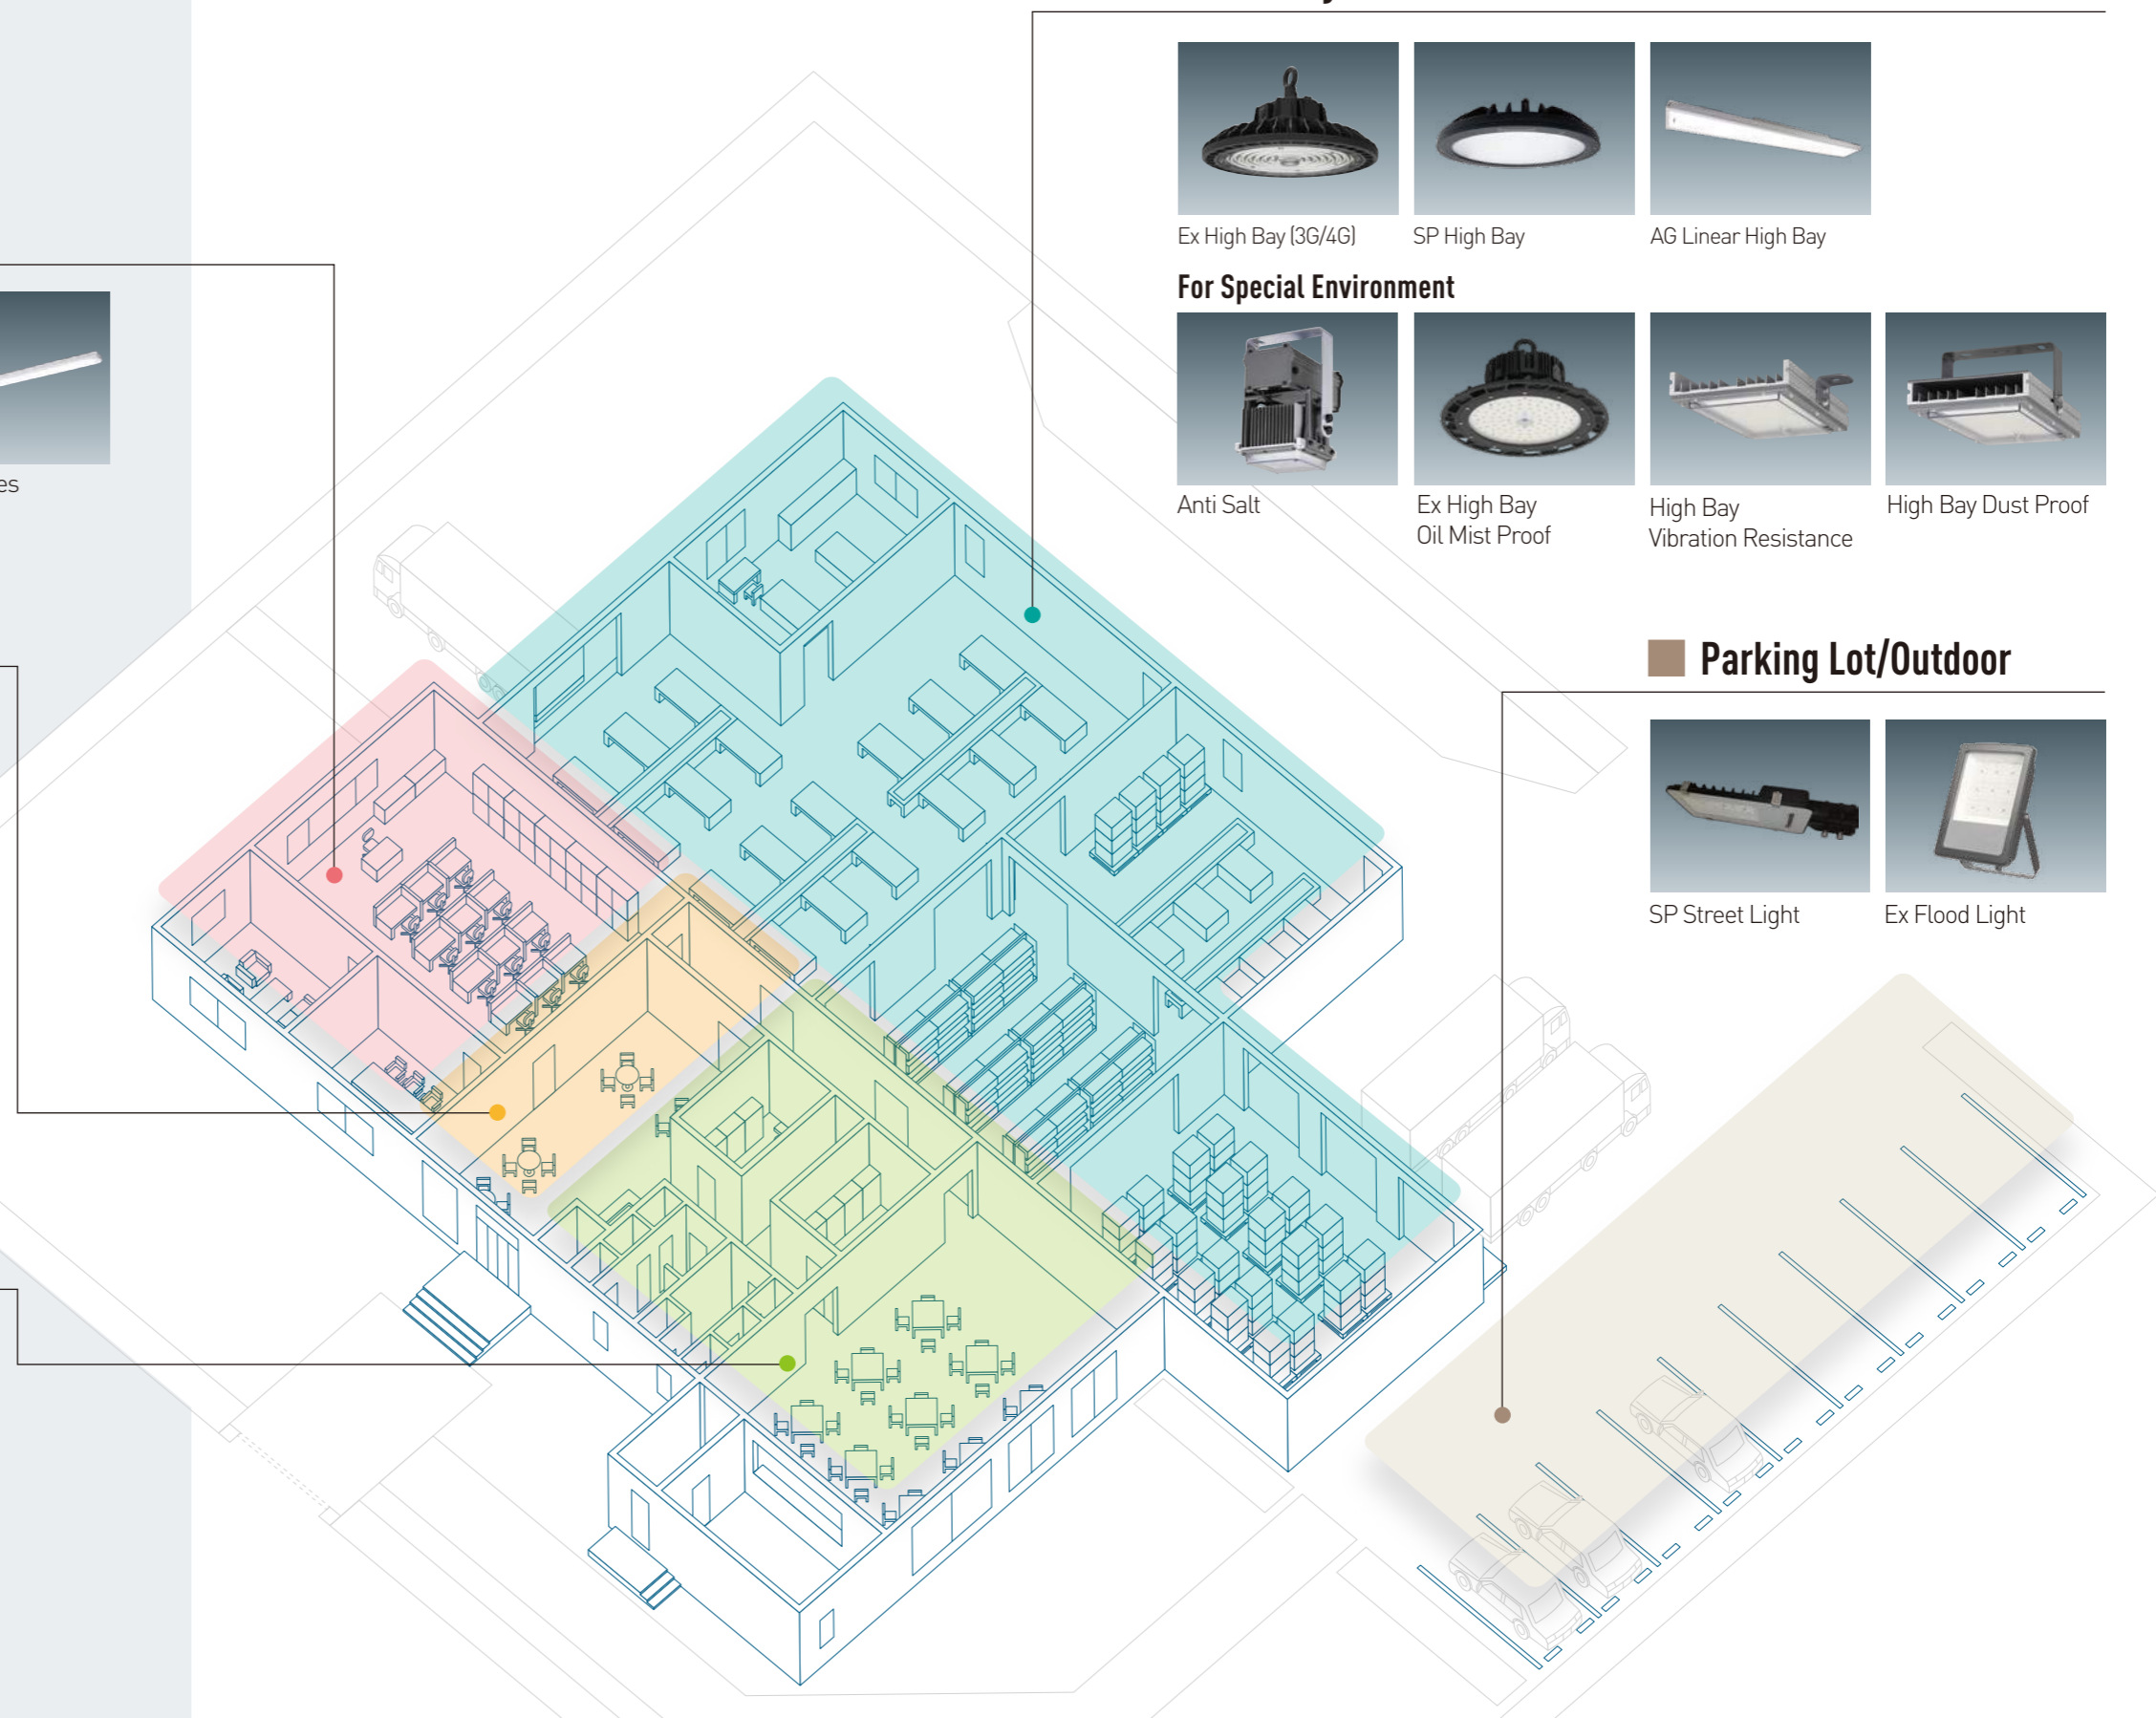 Ex High Bay (3G/4G)
SP High Bay
AG Linear High Bay
For Special Environment
Anti Salt
Ex High Bay
Oil Mist Proof
High Bay
Vibration Resistance
High Bay Dust Proof
Parking Lot/Outdoor
SP Street Light
Ex Flood Light